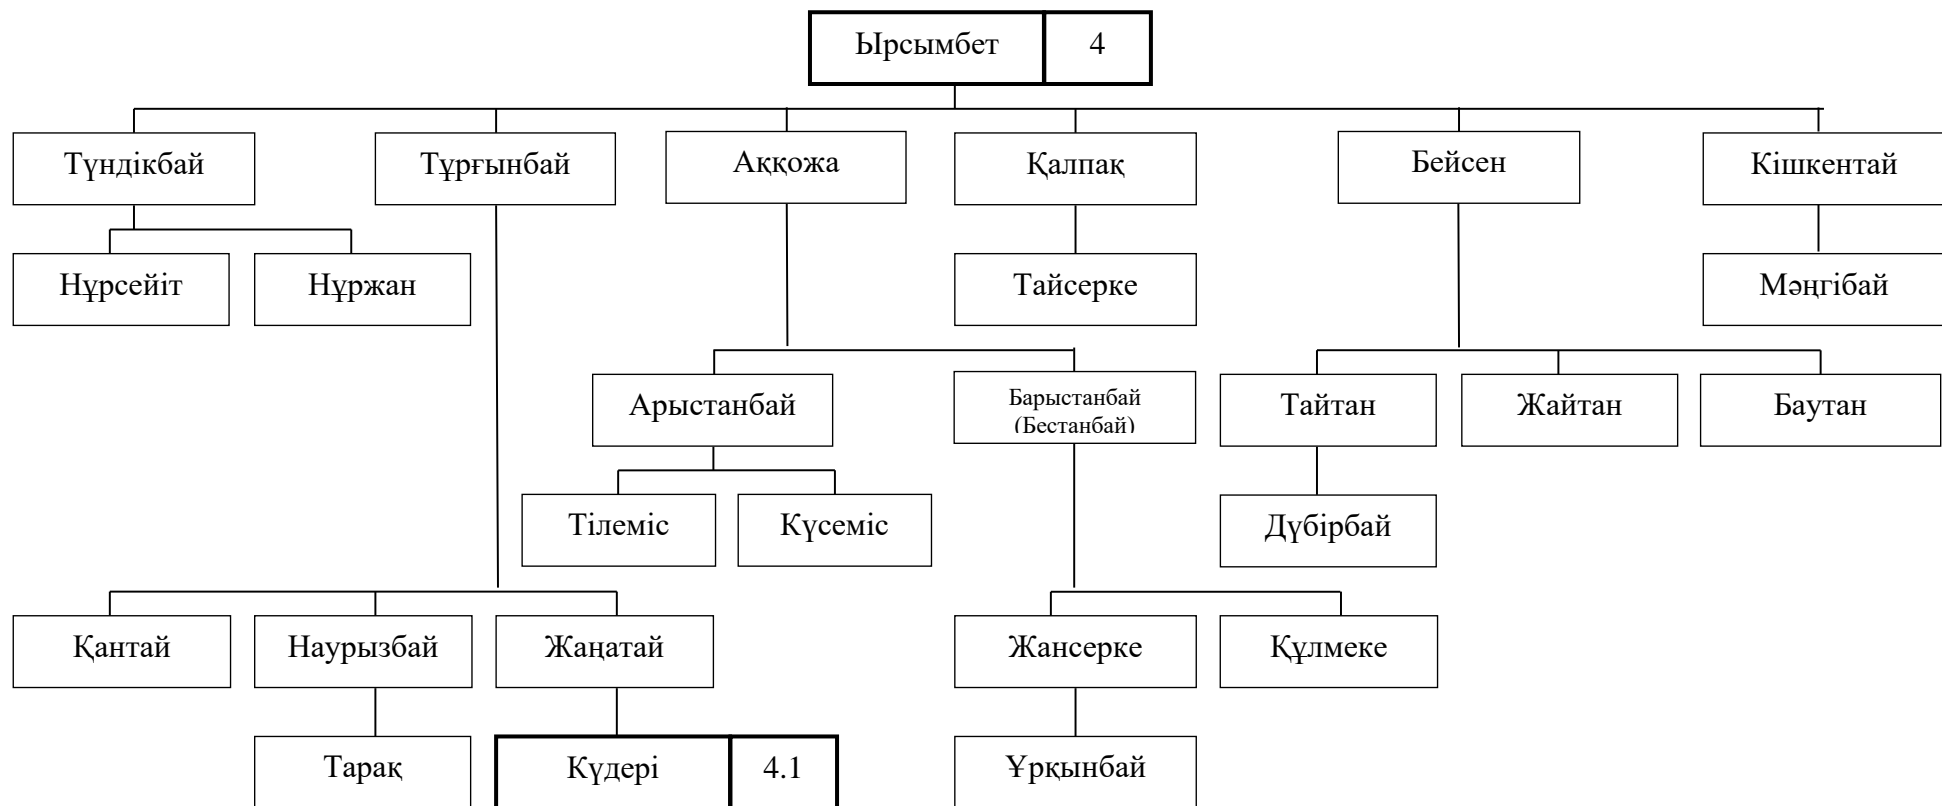 Ырсымбет 4
Түндікбай Тұрғынбай Аққожа Қалпақ Бейсен Кішкентай
Нұрсейіт Нұржан Тайсерке Мәңгібай
Арыстанбай Барыстанбай Тайтан Жайтан Баутан
(Бестанбай)
Тілеміс Күсеміс Дүбірбай
Қантай Наурызбай Жаңатай Жансерке Құлмеке
Тарақ Күдері 4.1 Ұрқынбай